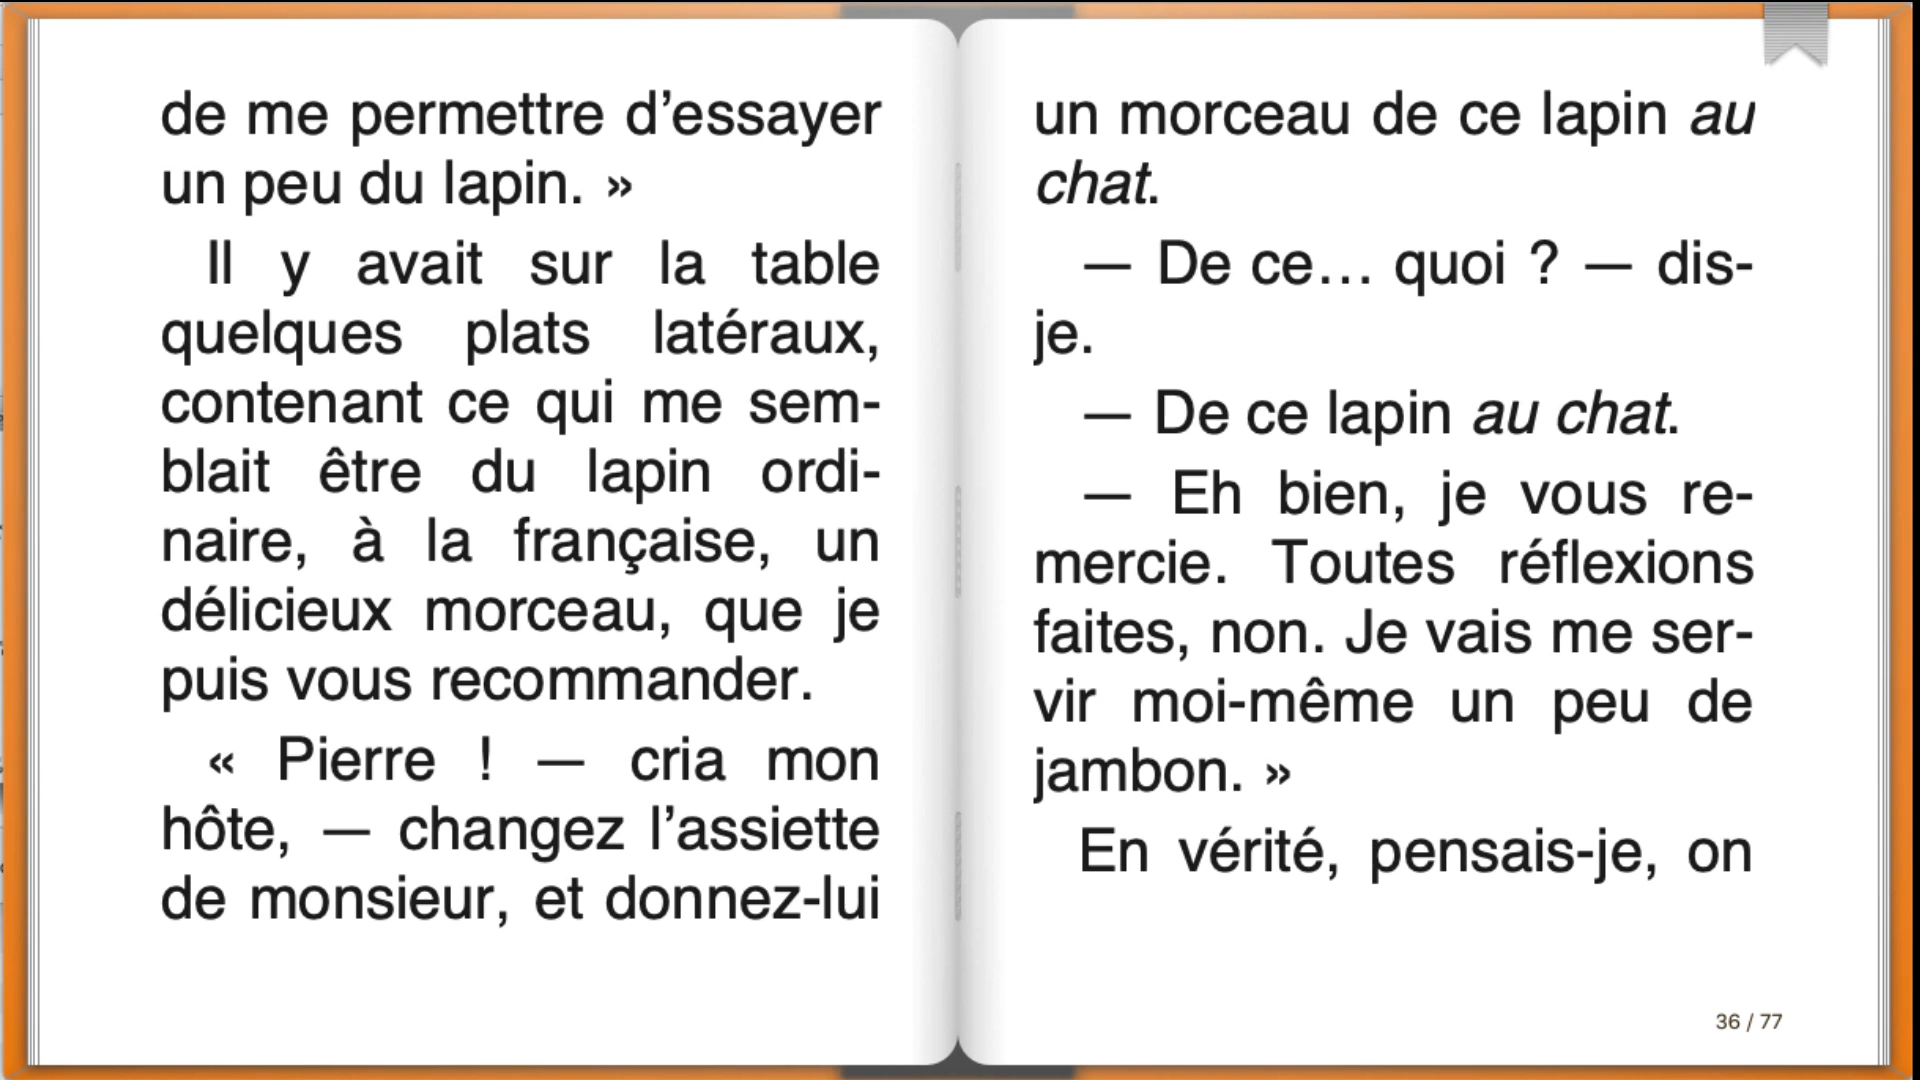 de me permettre d’essayer
un peu du lapin. »
Il y avait sur la table
quelques plats latéraux,
contenant ce qui me sem-
blait être du lapin ordi-
naire, à la française, un
délicieux morceau, que je
puis vous recommander.
« Pierre ! — cria mon
hôte, — changez l’assiette
de monsieur, et donnez-lui
un morceau de ce lapin au
chat.
— De ce… quoi ? — dis-
je.
— De ce lapin au chat.
— Eh bien, je vous re-
mercie. Toutes réflexions
faites, non. Je vais me ser-
vir moi-même un peu de
jambon. »
En vérité, pensais-je, on
36 / 77